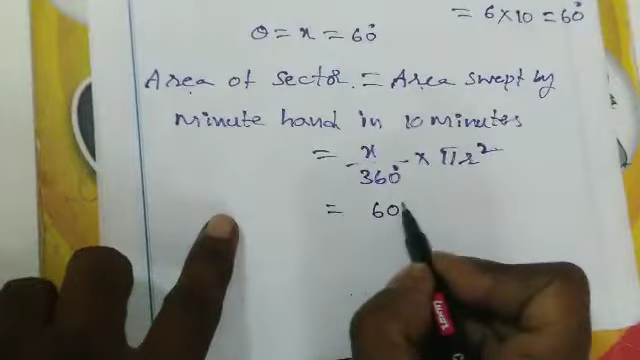 = 6×10 = 60°
θ = x = 60°
Area of sector. = Area swept by
minute hand in 10 minutes
= x/360° × πr²
= 60